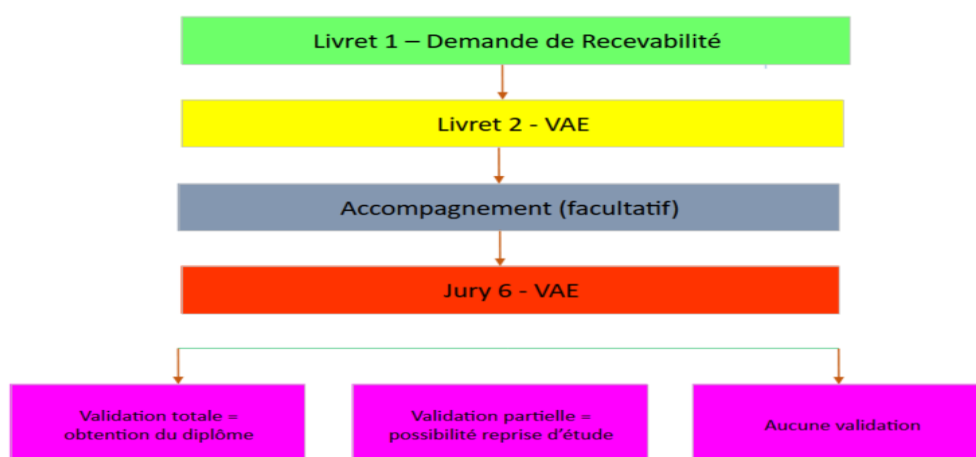 Livret 1 – Demande de Recevabilité
Livret 2 - VAE
Accompagnement (facultatif)
Jury 6 - VAE
Validation totale =
obtention du diplôme
Validation partielle =
possibilité reprise d'étude
Aucune validation